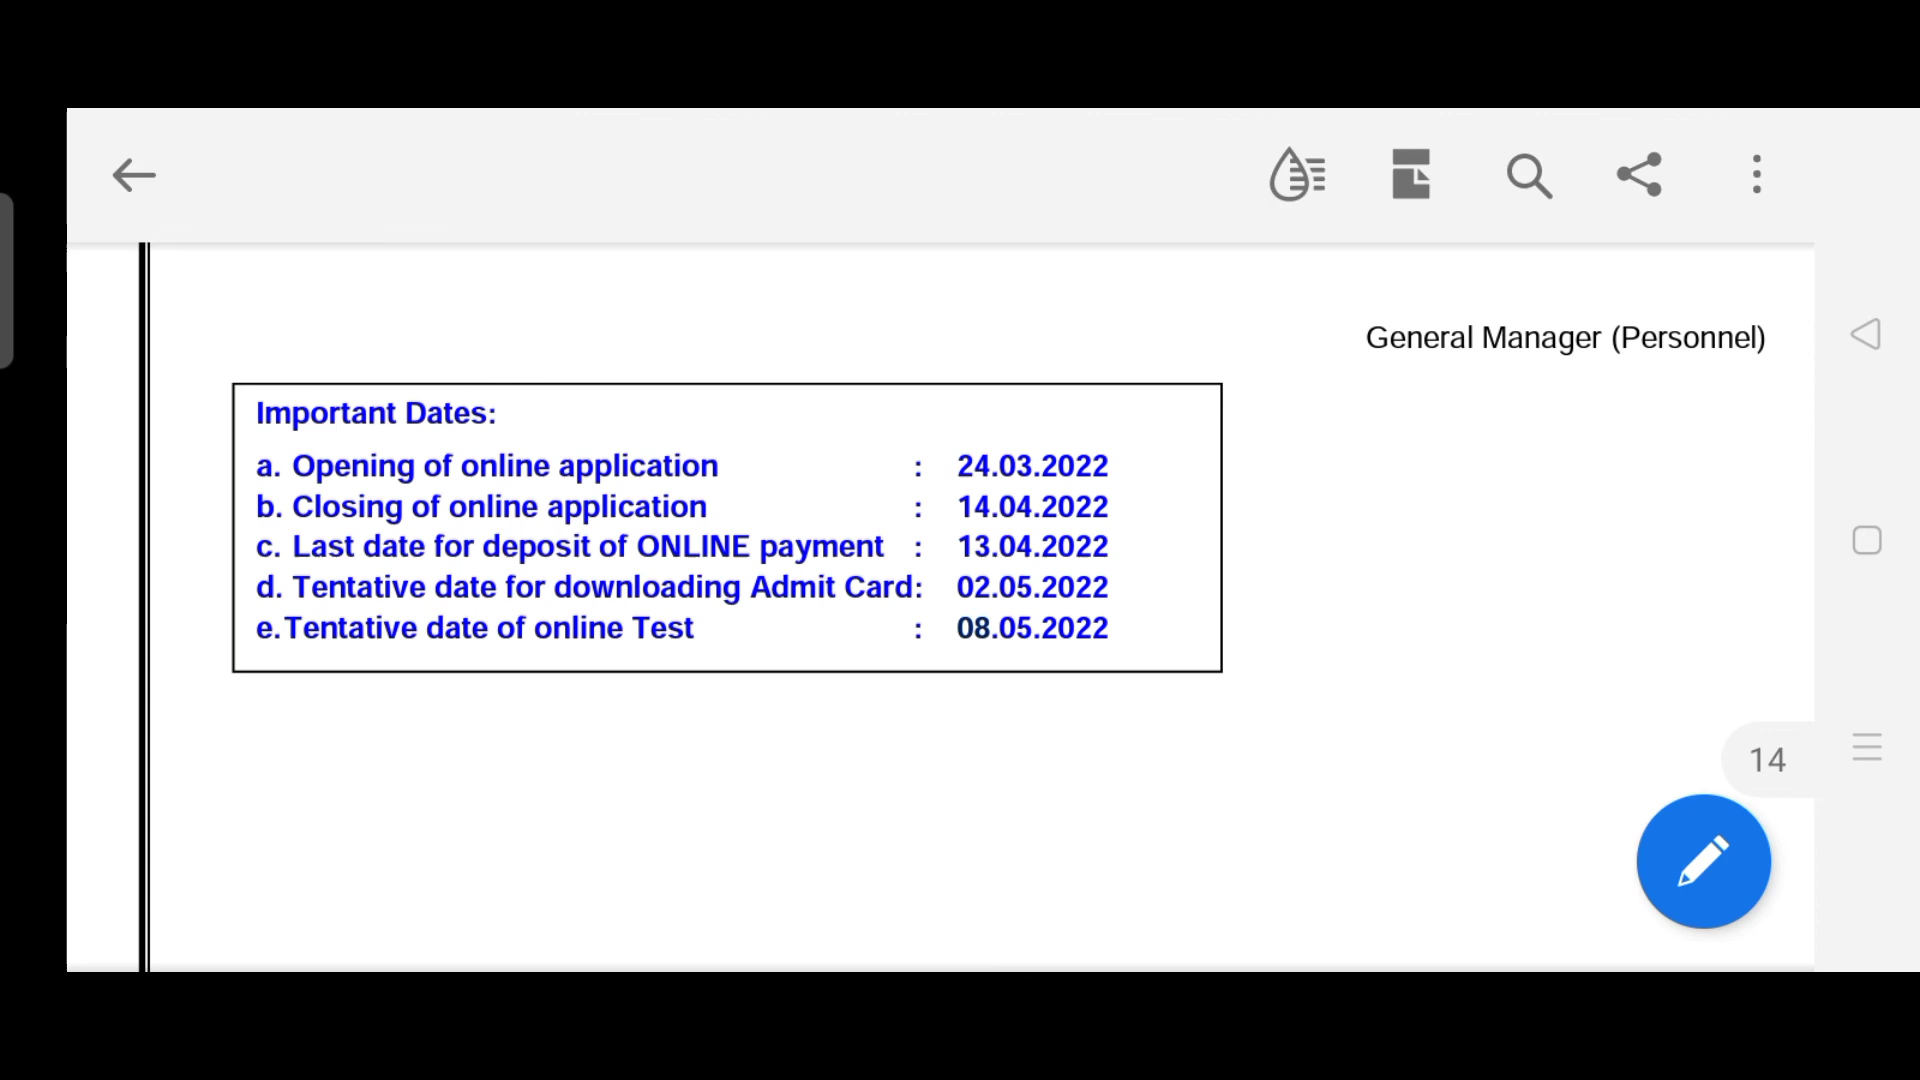 General Manager (Personnel)
Important Dates:
a. Opening of online application : 24.03.2022
b. Closing of online application : 14.04.2022
c. Last date for deposit of ONLINE payment : 13.04.2022
d. Tentative date for downloading Admit Card: 02.05.2022
e.Tentative date of online Test : 08.05.2022
14